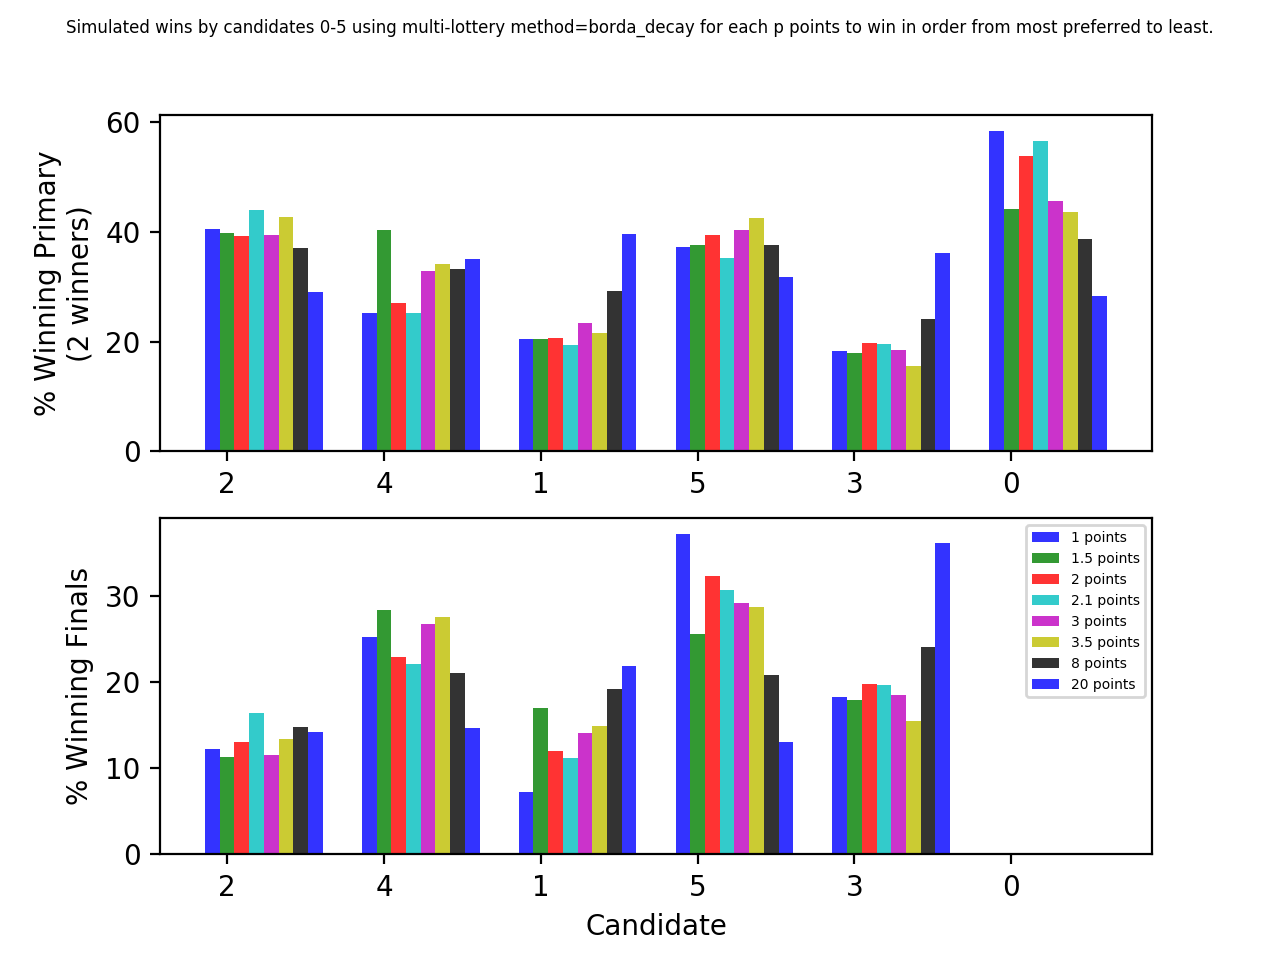 Simulated wins by candidates 0-5 using multi-lottery method=borda_decay for each p points to win in order from most preferred to least.
% Winning Primary
(2 winners)
60
40
20
0
2 4 1 5 3 0
% Winning Finals
30
20
10
0
1 points
1.5 points
2 points
2.1 points
3 points
3.5 points
8 points
20 points
2 4 1 5 3 0
Candidate